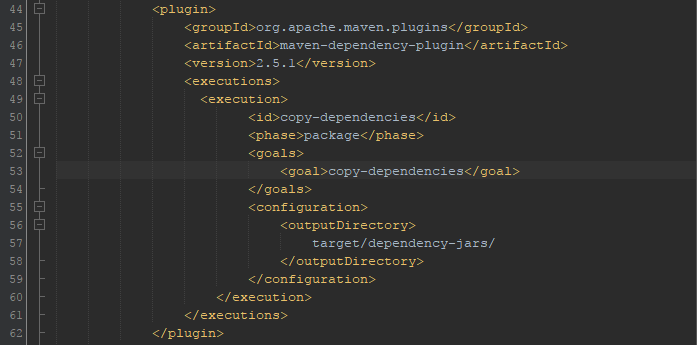 44 <plugin>
45 <groupId>org.apache.maven.plugins</groupId>
46 <artifactId>maven-dependency-plugin</artifactId>
47 <version>2.5.1</version>
48 <executions>
49 <execution>
50 <id>copy-dependencies</id>
51 <phase>package</phase>
52 <goals>
53 <goal>copy-dependencies</goal>
54 </goals>
55 <configuration>
56 <outputDirectory>
57 target/dependency-jars/
58 </outputDirectory>
59 </configuration>
60 </execution>
61 </executions>
62 </plugin>